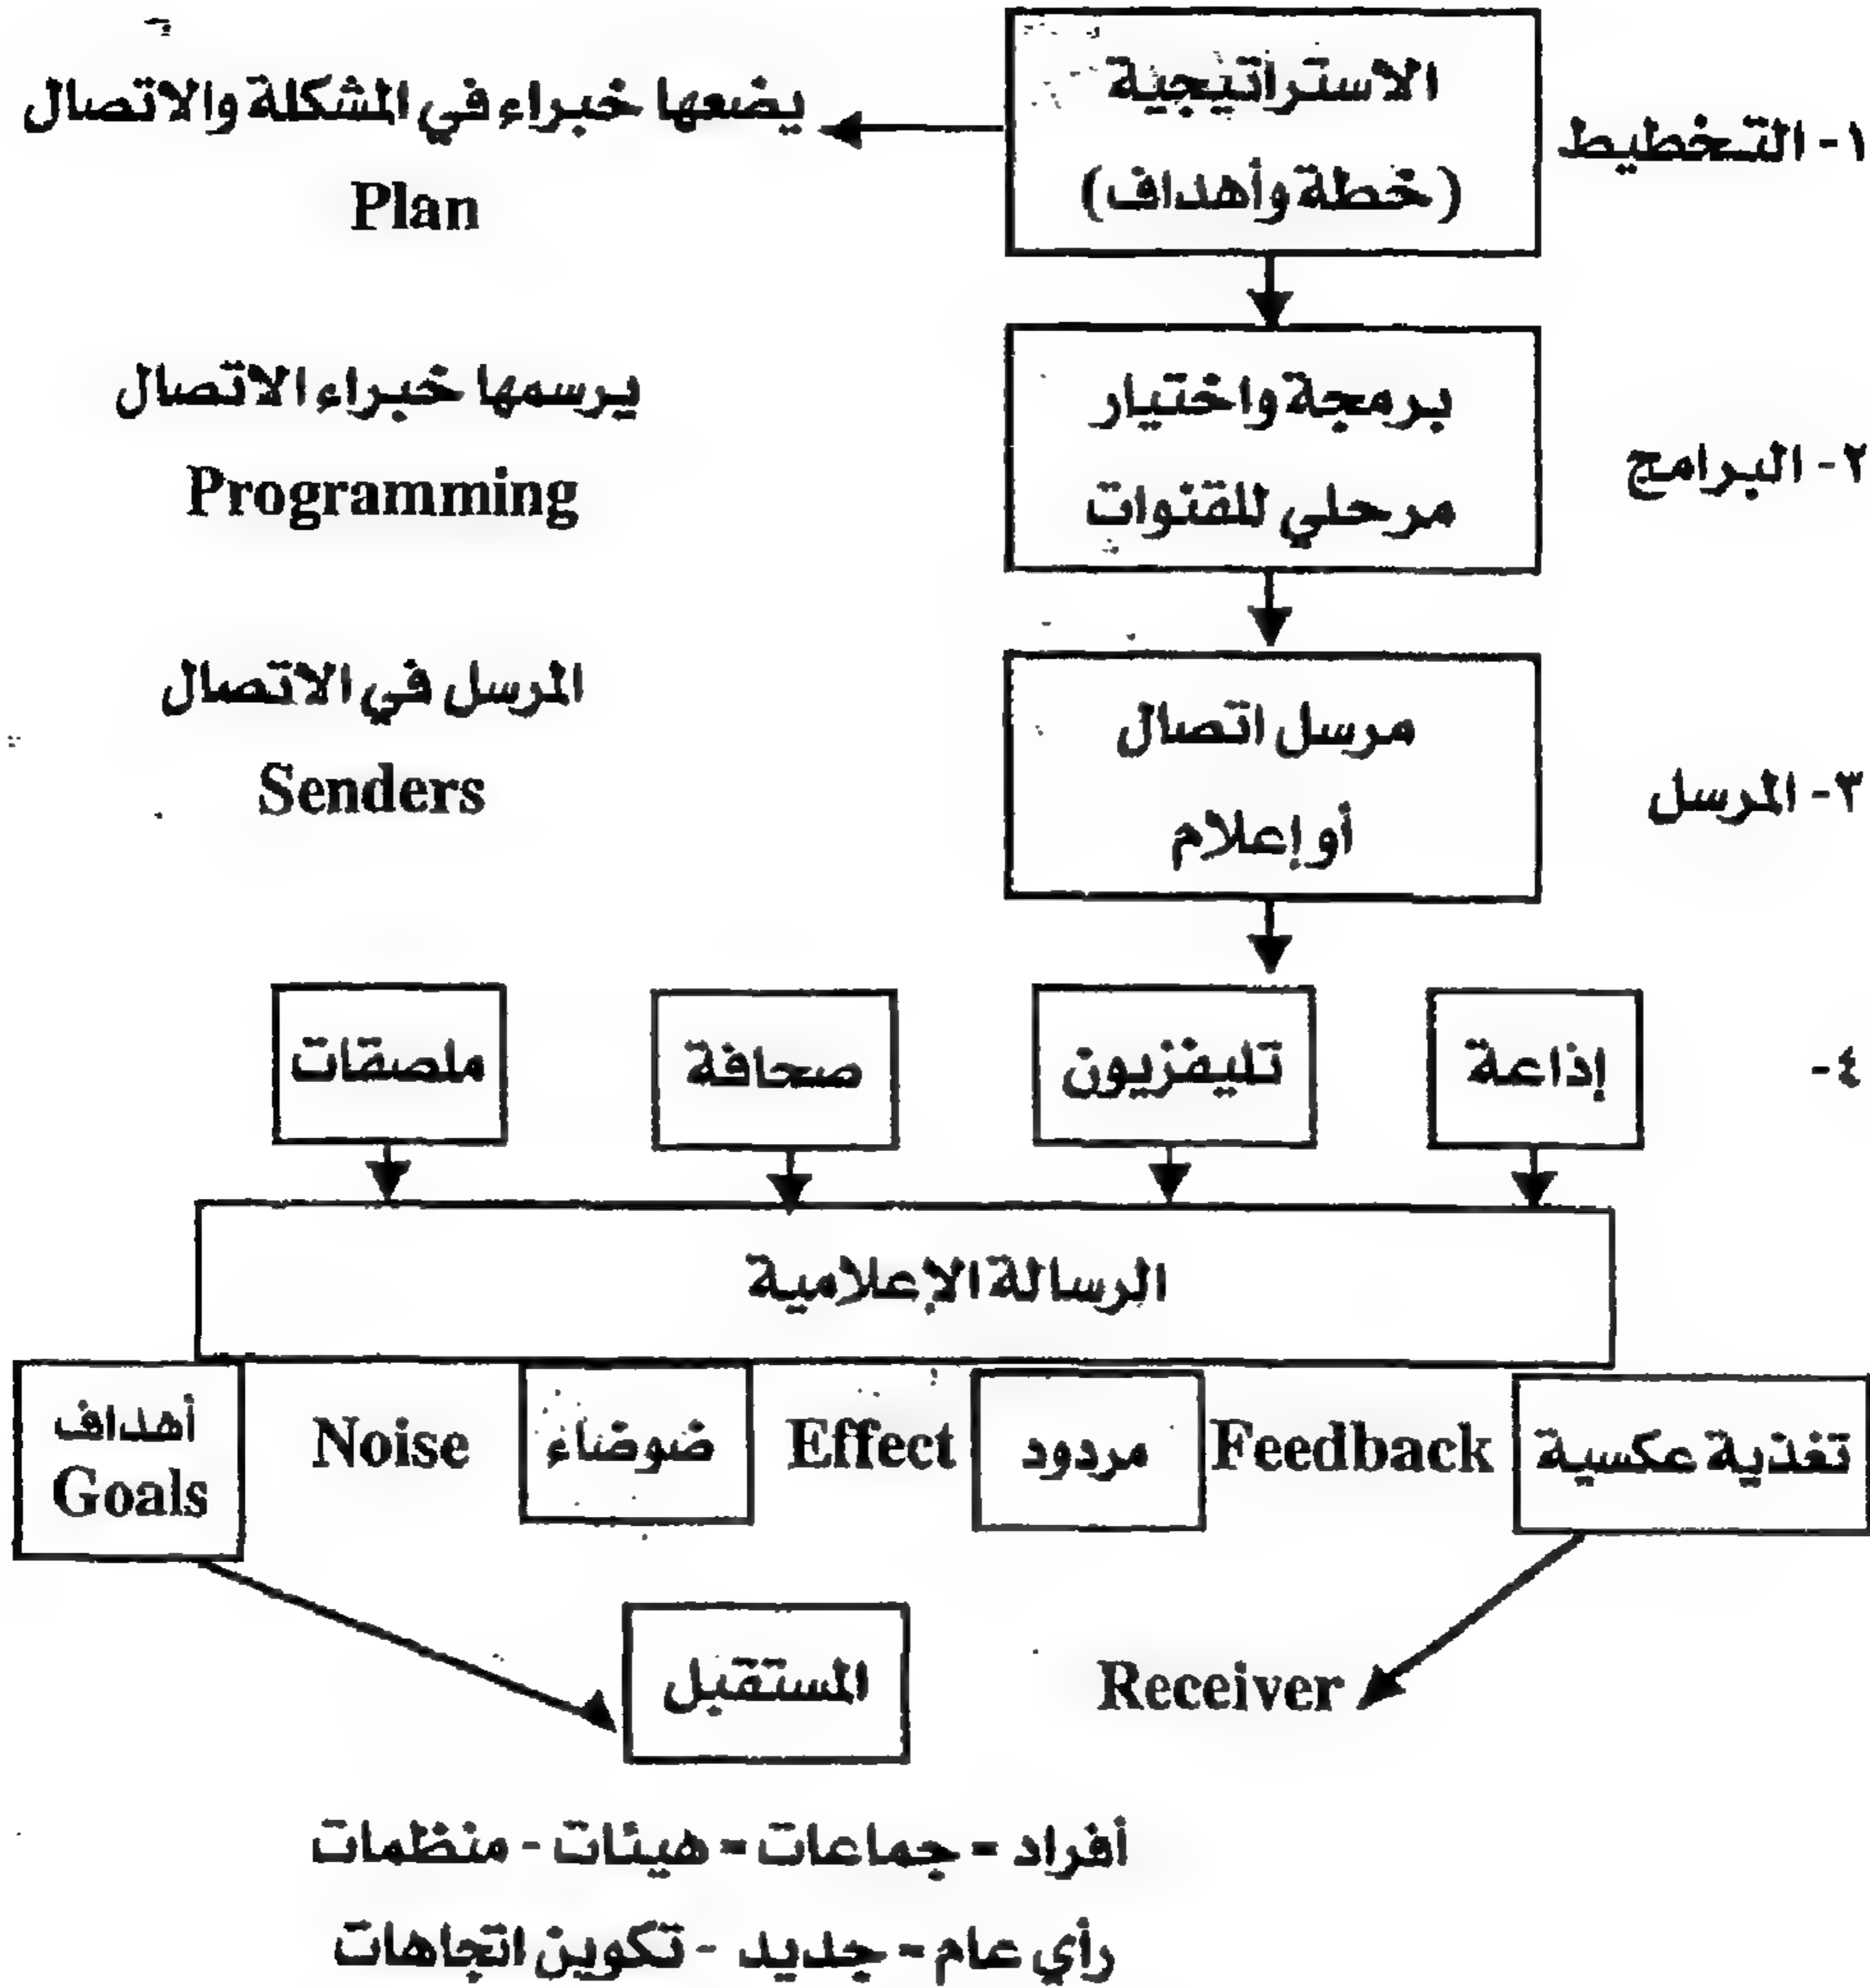 ١- التخطيط
الاستراتيجية
(خطة وأهداف)
يضعها خبراء في المشكلة والاتصال
Plan
٢- البرامج
برمجة واختيار
مرحلي للقنوات
يرسمها خبراء الاتصال
Programming
٣- المرسل
مرسل اتصال
أو إعلام
المرسل في الاتصال
Senders
٤- إذاعة تليفزيون صحافة ملصقات
الرسالة الإعلامية
تغذية عكسية Feedback مردود Effect ضوضاء Noise أهداف
Goals
Receiver المستقبل
أفراد = جماعات = هيئات - منظمات
رأي عام = جديد - تكوين اتجاهات